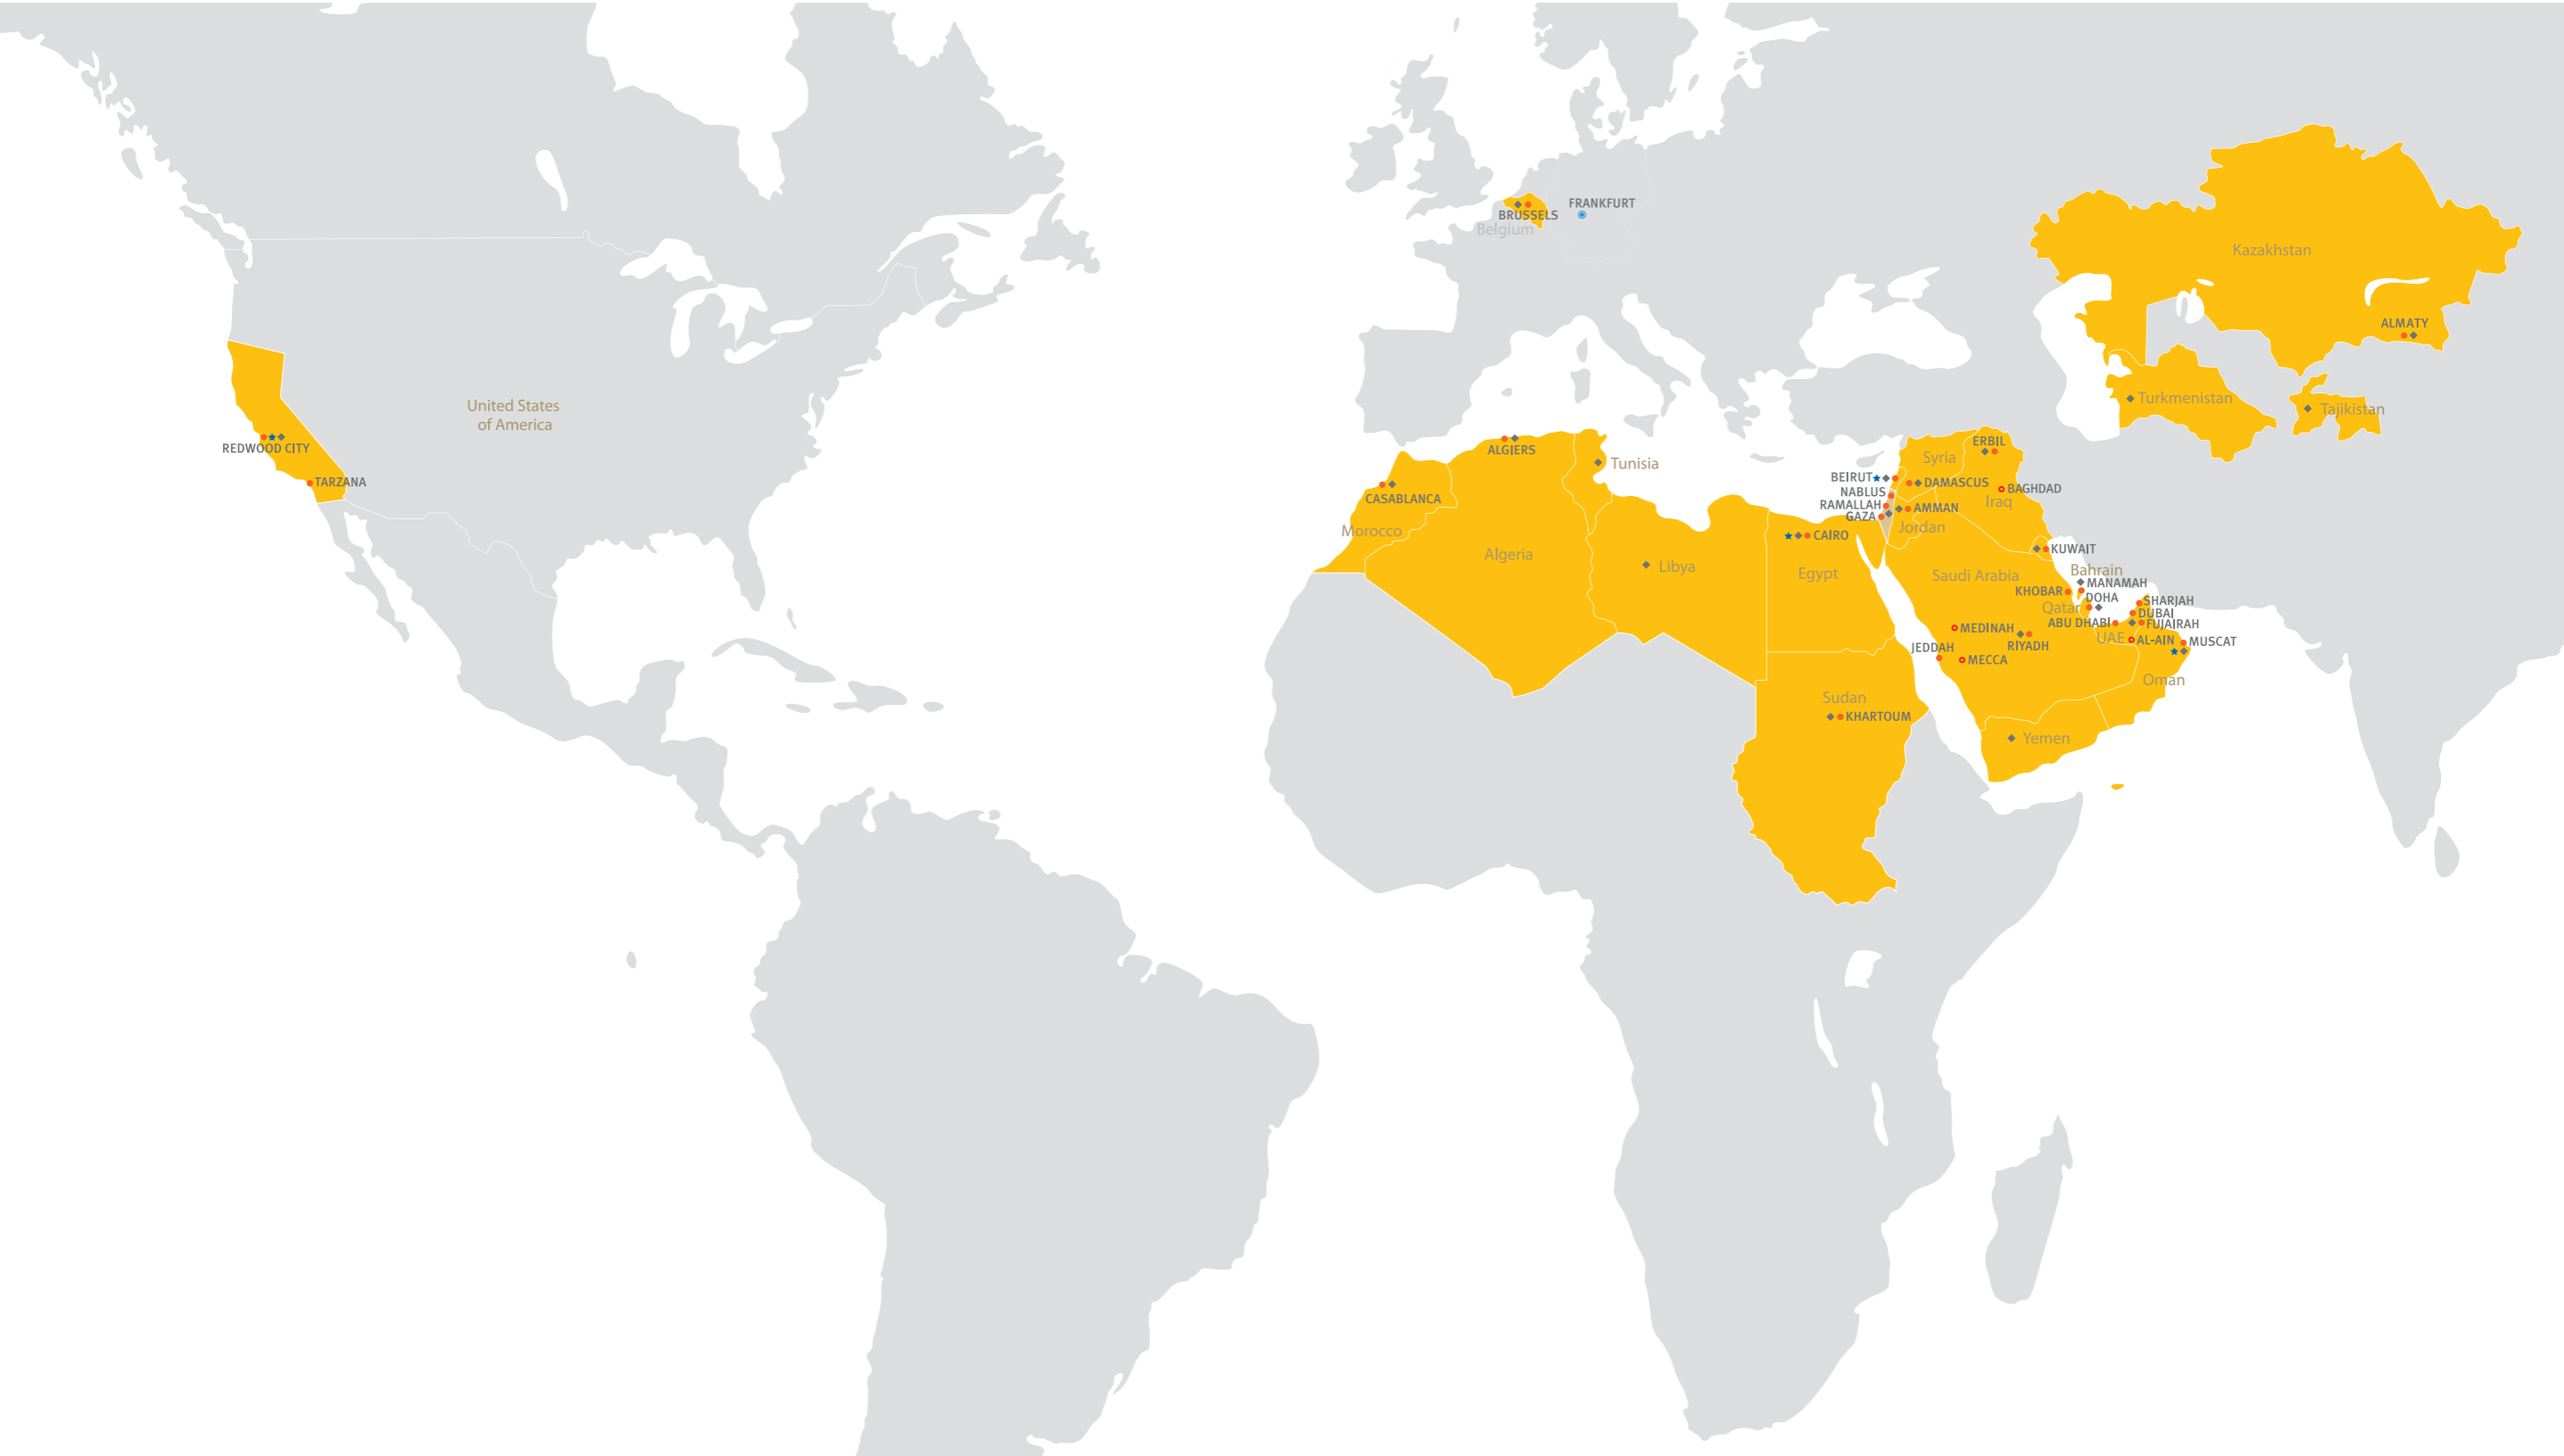 FRANKFURT
BRUSSELS
Belgium
Kazakhstan
ALMATY
Turkmenistan
Tajikistan
United States
of America
REDWOOD CITY
TARZANA
ALGIERS
Tunisia
CASABLANCA
Morocco
Algeria
Libya
ERBIL
Syria
BEIRUT
DAMASCUS
NABLUS
BAGHDAD
Iraq
RAMALLAH
AMMAN
GAZA
Jordan
CAIRO
Egypt
KUWAIT
Saudi Arabia
Bahrain
MANAMAH
KHOBAR
DOHA
Qatar
SHARJAH
DUBAI
ABU DHABI
FUJAIRAH
MEDINAH
UAE
AL-AIN
MUSCAT
RIYADH
JEDDAH
MECCA
Oman
Sudan
KHARTOUM
Yemen